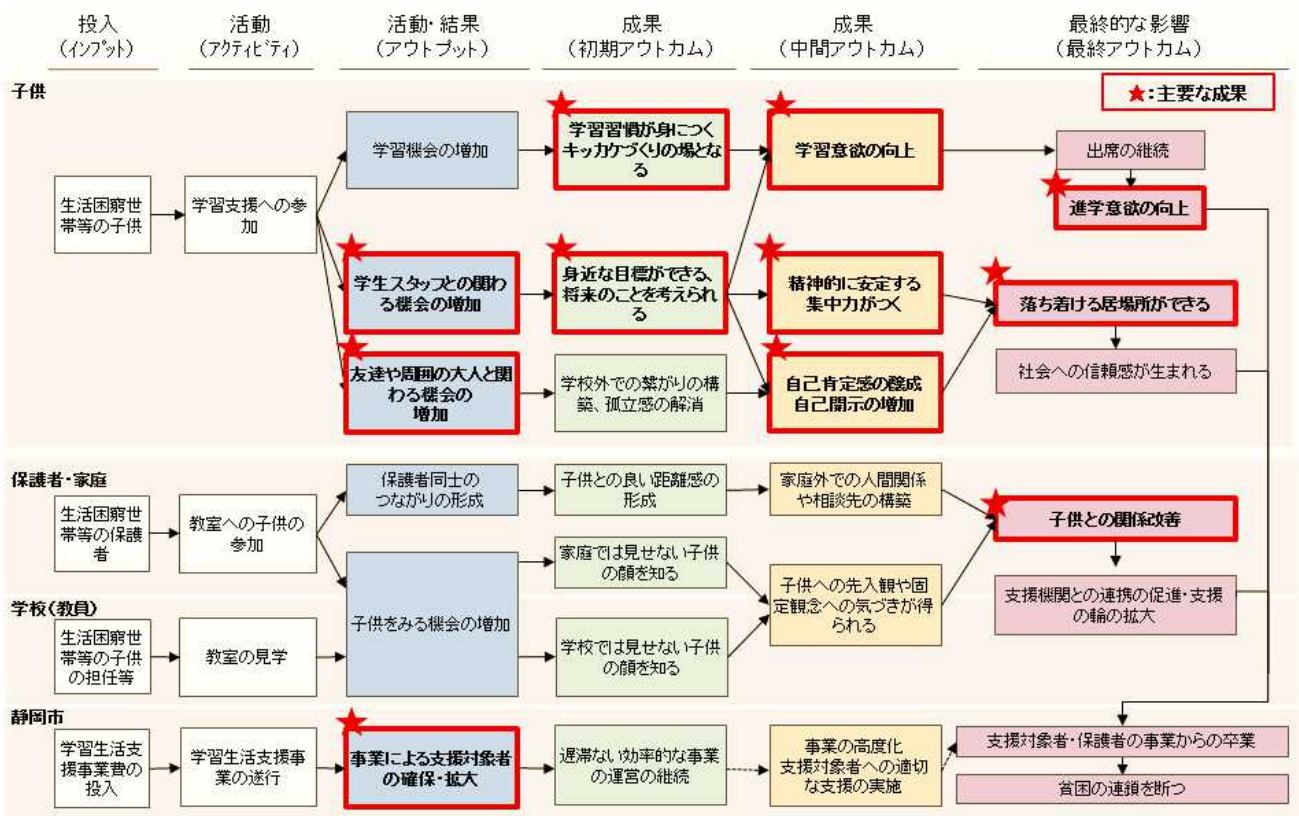 投入
(インプット)
活動
(アクティビティ)
活動・結果
(アウトプット)
成果
(初期アウトカム)
成果
(中間アウトカム)
最終的な影響
(最終アウトカム)
子供
★:主要な成果
生活困窮世
帯等の子供
学習支援への参
加
学習機会の増加
学習習慣が身につく
キッカケづくりの場とな
る
学習意欲の向上
出席の継続
進学意欲の向上
学生スタッフとの関わ
る機会の増加
身近な目標ができる、
将来のことを考えられ
る
精神的に安定する
集中力がつく
落ち着ける居場所ができる
友達や周囲の大人と関
わる機会の
増加
学校外での繋がりの構
築、孤立感の解消
自己肯定感の醸成
自己開示の増加
社会への信頼感が生まれる
保護者・家庭
生活困窮世
帯等の保護
者
教室への子供の
参加
保護者同士の
つながりの形成
子供との良い距離感の
形成
家庭外での人間関係
や相談先の構築
子供との関係改善
家庭では見せない子供
の顔を知る
子供をみる機会の増加
子供への先入観や固
定観念への気づきが得
られる
支援機関との連携の促進・支援
の輪の拡大
学校(教員)
生活困窮世
帯等の子供
の担任等
教室の見学
学校では見せない子供
の顔を知る
静岡市
学習生活支
援事業費の
投入
学習生活支援事
業の遂行
事業による支援対象者
の確保・拡大
遅滞ない効率的な事業
の運営の継続
事業の高度化
支援対象者への適切
な支援の実施
支援対象者・保護者の事業からの卒業
貧困の連鎖を断つ